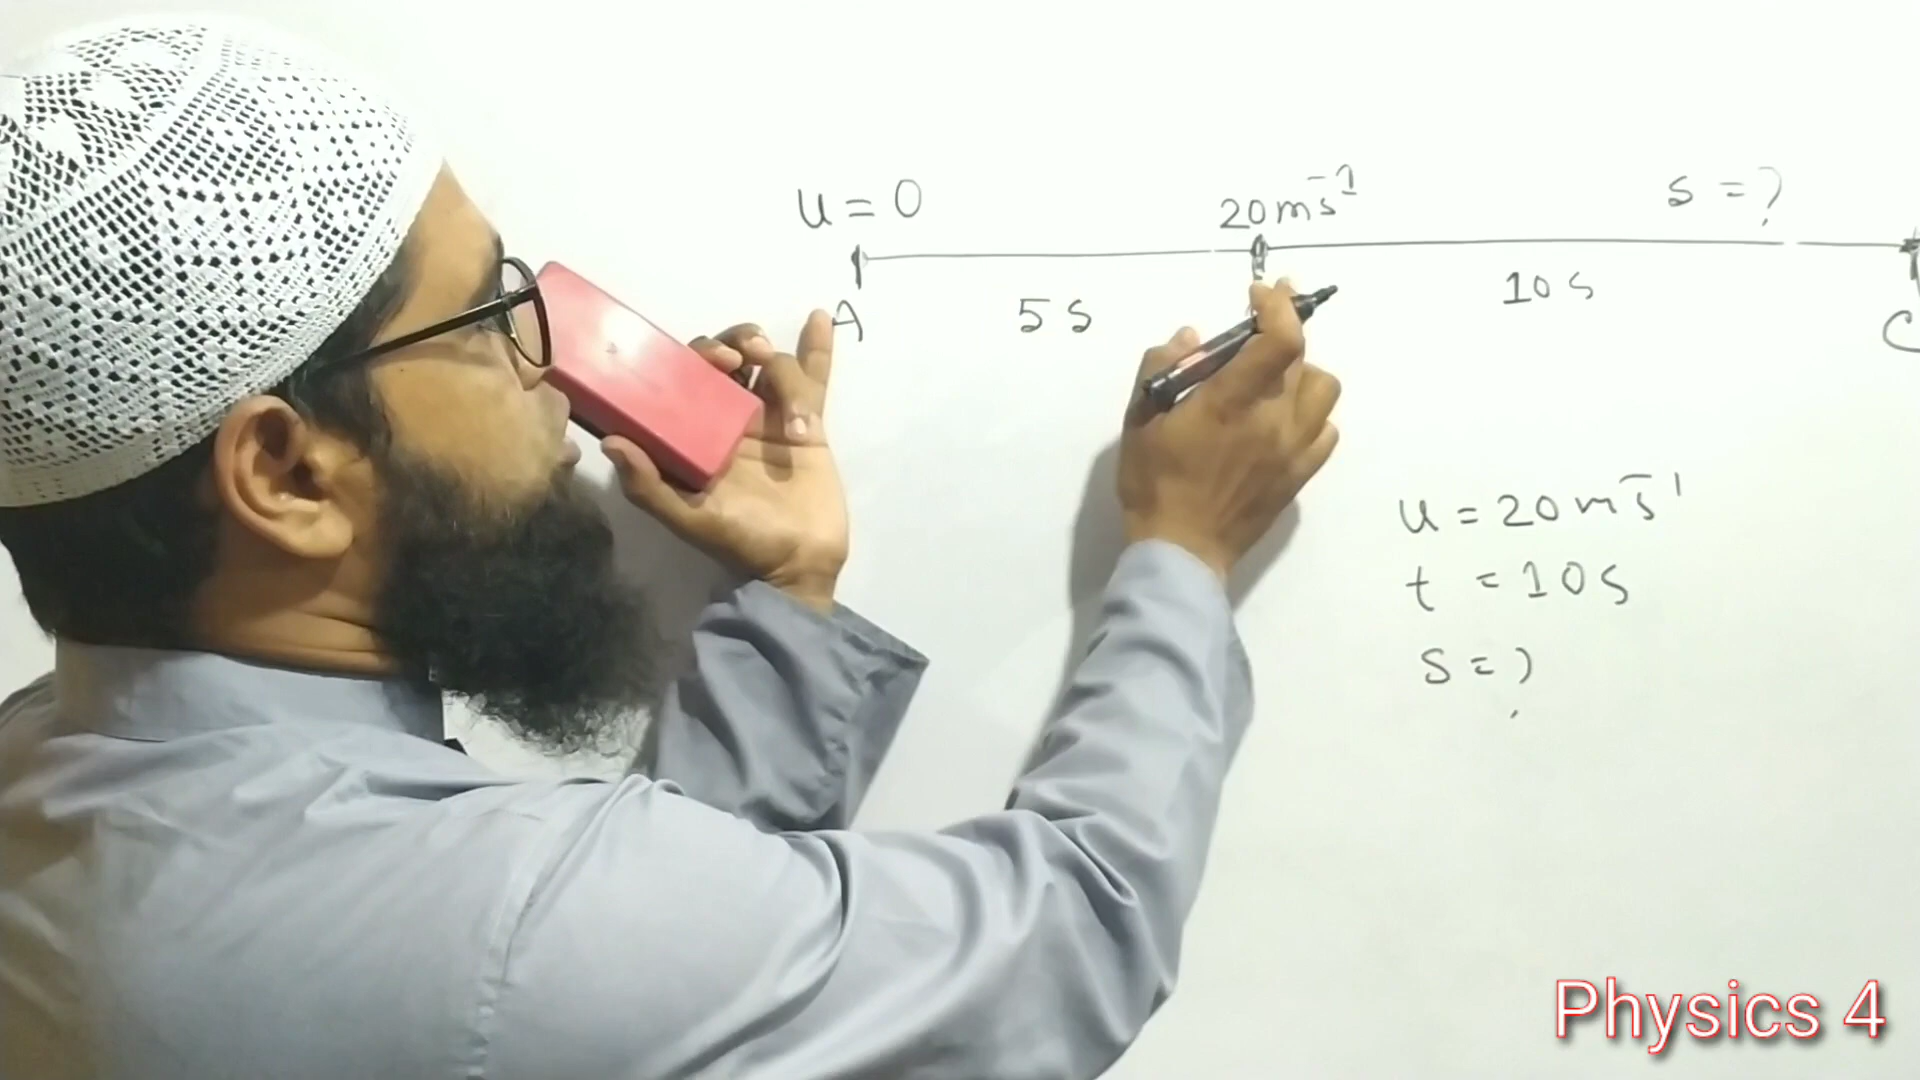 u = 0
20 ms⁻¹
s = ?
A
5 s
10 s
C
u = 20 ms⁻¹
t = 10 s
s = ?
Physics 4